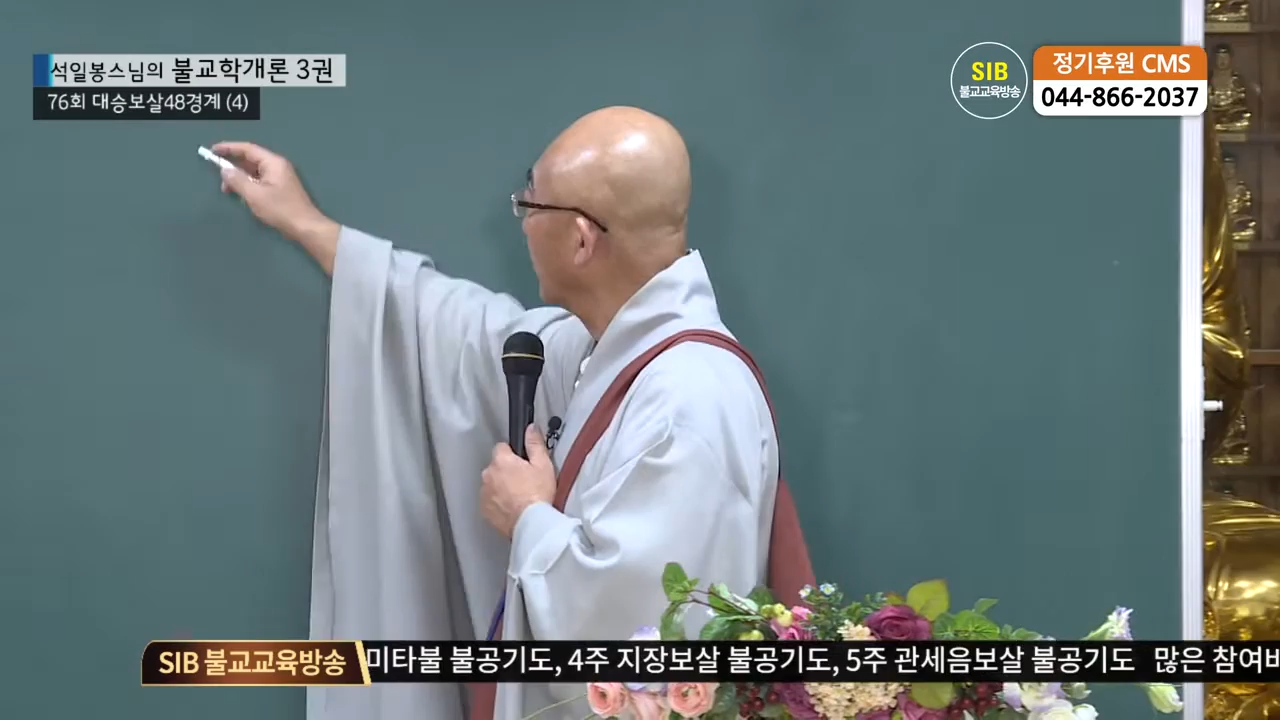 석일봉스님의 불교학개론 3권
76회 대승보살48경계 (4)
SIB
불교교육방송
정기후원 CMS
044-866-2037
SIB 불교교육방송
미타불 불공기도, 4주 지장보살 불공기도, 5주 관세음보살 불공기도 많은 참여바